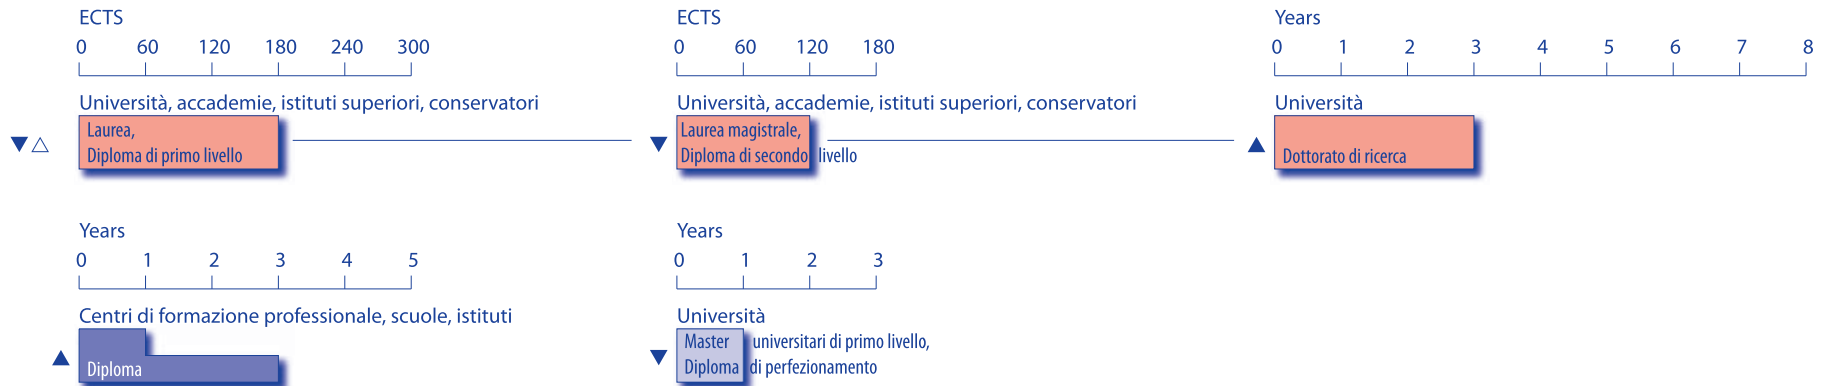 ECTS
0 60 120 180 240 300
Università, accademie, istituti superiori, conservatori
Laurea,
Diploma di primo livello
ECTS
0 60 120 180
Università, accademie, istituti superiori, conservatori
Laurea magistrale,
Diploma di secondo livello
Years
0 1 2 3 4 5 6 7 8
Università
Dottorato di ricerca
Years
0 1 2 3 4 5
Centri di formazione professionale, scuole, istituti
Diploma
Years
0 1 2 3
Università
Master universitari di primo livello,
Diploma di perfezionamento